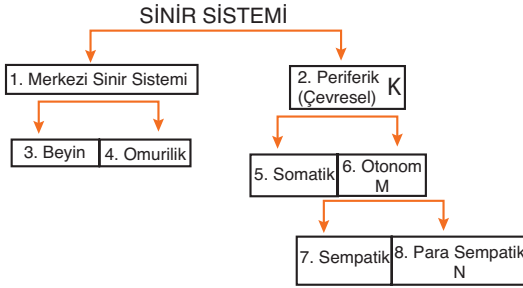 SİNİR SİSTEMİ
1. Merkezi Sinir Sistemi
2. Periferik
(Çevresel) K
3. Beyin
4. Omurilik
5. Somatik
6. Otonom
M
7. Sempatik
8. Para Sempatik
N